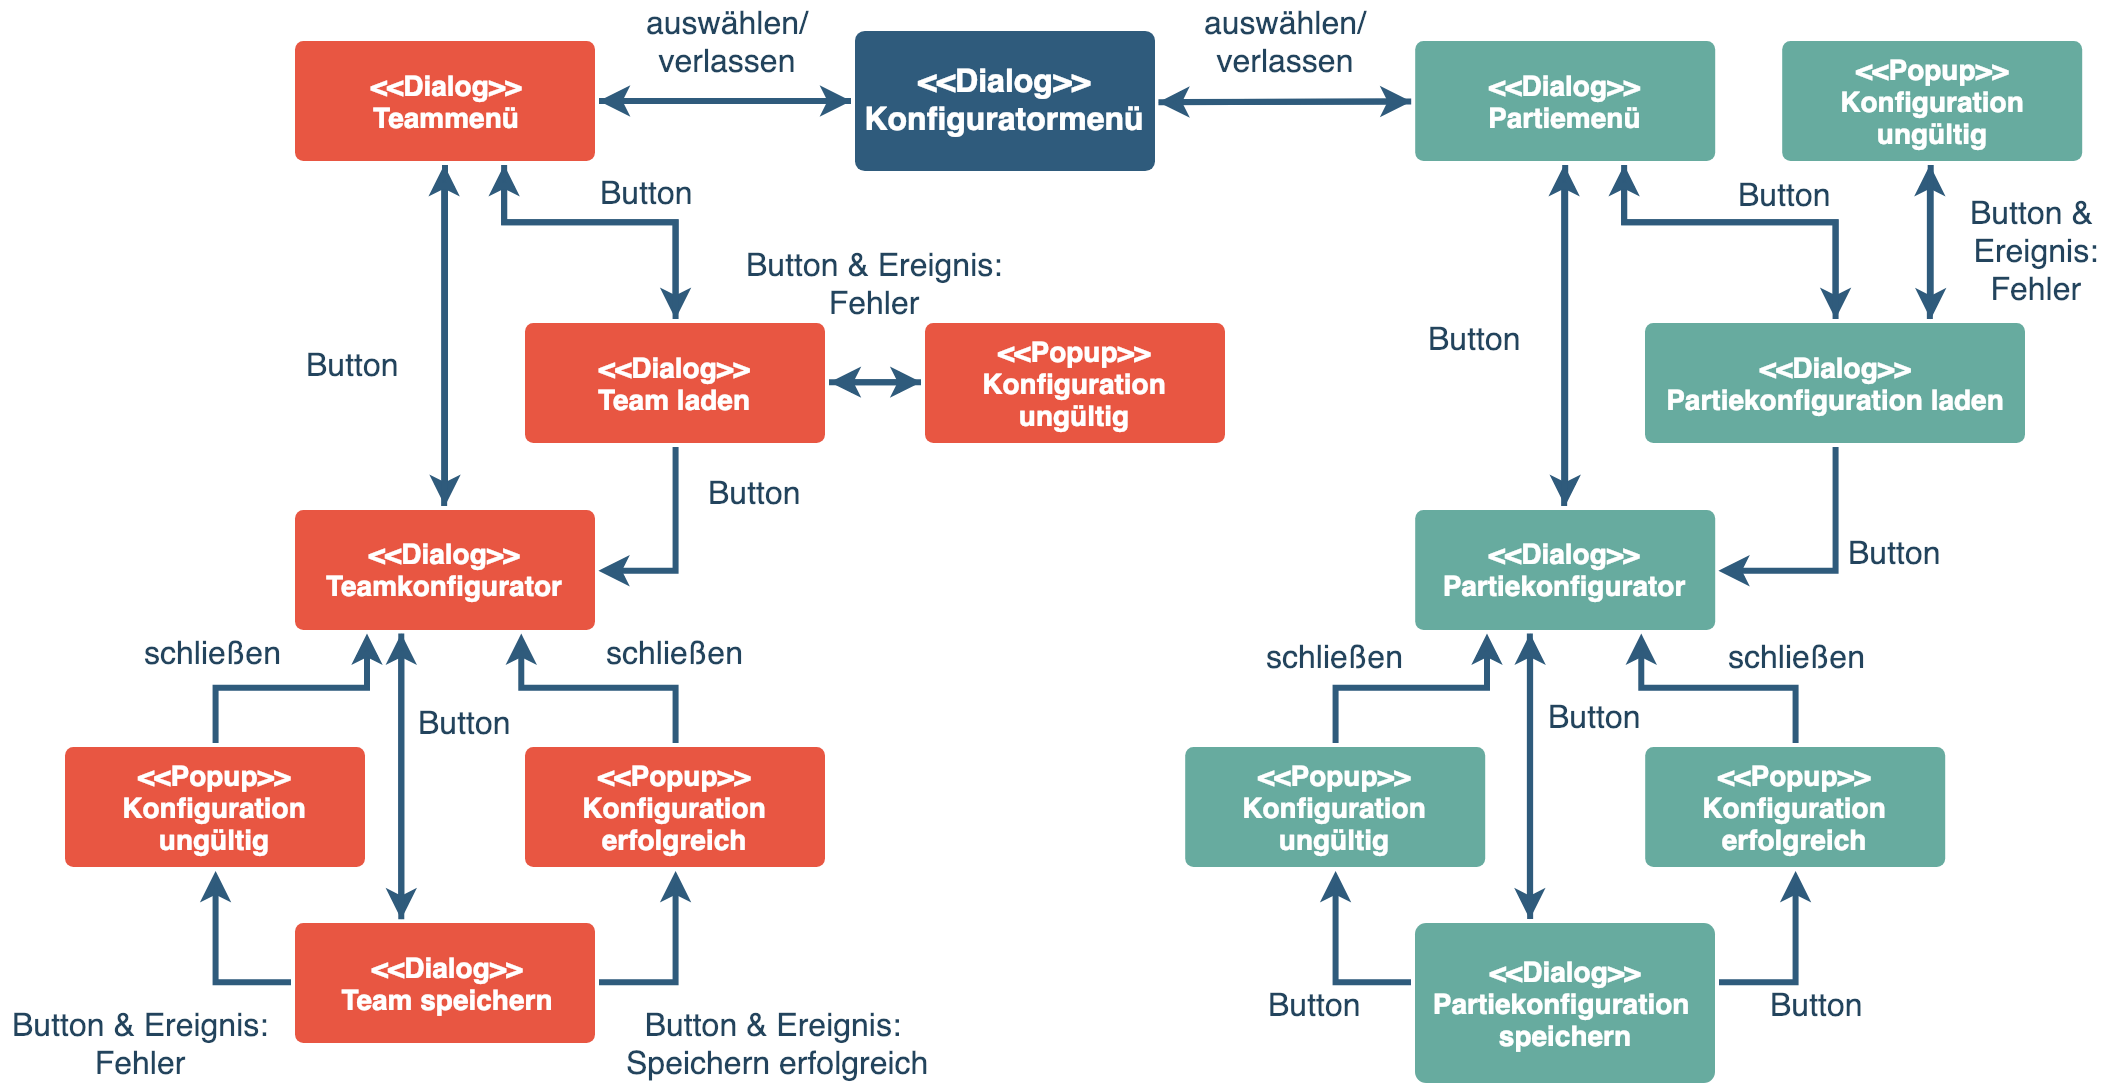 auswählen/
verlassen
auswählen/
verlassen
<<Dialog>>
Teammenü
<<Dialog>>
Konfiguratormenü
<<Dialog>>
Partiemenü
<<Popup>>
Konfiguration
ungültig
Button
Button
Button &
Ereignis:
Fehler
Button & Ereignis:
Fehler
Button
Button
<<Dialog>>
Team laden
<<Popup>>
Konfiguration
ungültig
<<Dialog>>
Partiekonfiguration laden
Button
Button
<<Dialog>>
Teamkonfigurator
<<Dialog>>
Partiekonfigurator
schließen
schließen
schließen
schließen
Button
Button
<<Popup>>
Konfiguration
ungültig
<<Popup>>
Konfiguration
erfolgreich
<<Popup>>
Konfiguration
ungültig
<<Popup>>
Konfiguration
erfolgreich
<<Dialog>>
Team speichern
<<Dialog>>
Partiekonfiguration
speichern
Button & Ereignis:
Fehler
Button & Ereignis:
Speichern erfolgreich
Button
Button